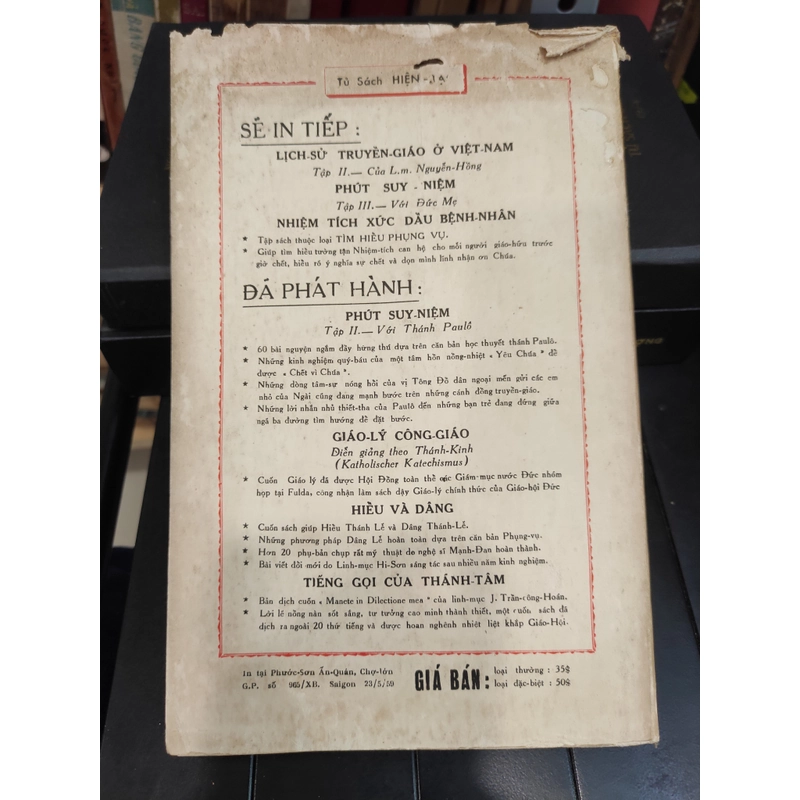 Tủ Sách HIỆN-ĐẠI
SẼ IN TIẾP :
LỊCH-SỬ TRUYỀN-GIÁO Ở VIỆT-NAM
Tập II.— Của L.m. Nguyễn-Hồng
PHÚT SUY - NIỆM
Tập III.— Với Đức Mẹ
NHIỆM TÍCH XỨC DẦU BỆNH-NHÂN
★ Tập sách thuộc loại TÌM HIỂU PHỤNG VỤ.
★ Giúp tìm hiểu tường tận Nhiệm-tích can hệ cho mỗi người giáo-hữu trước
giờ chết, hiểu rõ ý nghĩa sự chết và dọn mình lĩnh nhận ơn Chúa.
ĐÃ PHÁT HÀNH :
PHÚT SUY-NIỆM
Tập II.— Với Thánh Paulô
★ 60 bài nguyện ngắm đầy hứng thú dựa trên căn bản học thuyết thánh Paulô.
★ Những kinh nghiệm quý-báu của một tâm hồn nồng-nhiệt « Yêu Chúa » để
được « Chết vì Chúa ».
★ Những dòng tâm-sự nóng hổi của vị Tông Đồ dân ngoại mến gửi các em
nhỏ của Ngài cũng đang mạnh bước trên những cánh đồng truyền-giáo.
★ Những lời nhắn nhủ thiết-tha của Paulô đến những bạn trẻ đang đứng giữa
ngã ba đường tìm hướng để đặt bước.
GIÁO-LÝ CÔNG-GIÁO
Diễn giảng theo Thánh-Kinh
(Katholischer Katechismus)
★ Cuốn Giáo lý đã được Hội Đồng toàn thể các Giám-mục nước Đức nhóm
họp tại Fulda, công nhận làm sách dậy Giáo-lý chính thức của Giáo-hội Đức
HIỂU VÀ DÂNG
★ Cuốn sách giúp Hiểu Thánh Lễ và Dâng Thánh-Lễ.
★ Những phương pháp Dâng Lễ hoàn toàn dựa trên căn bản Phụng-vụ.
★ Hơn 20 phụ-bản chụp rất mỹ thuật do nghệ sĩ Mạnh-Đan hoàn thành.
★ Bài viết đổi mới do Linh-mục Hi-Sơn sáng tác sau nhiều năm kinh nghiệm.
TIẾNG GỌI CỦA THÁNH-TÂM
★ Bản dịch cuốn « Manete in Dilectione mea » của linh-mục J. Trần-công-Hoán.
★ Lời lẽ nồng nàn sốt sắng, tư tưởng cao minh thánh thiết, một cuốn sách đã
dịch ra ngoài 20 thứ tiếng và được hoan nghênh nhiệt liệt khắp Giáo-Hội.
In tại Phước-Sơn Ấn-Quán, Chợ-lớn
G.P. số 965/XB. Saigon 23/5/59
GIÁ BÁN :
loại thường : 35$
loại đặc-biệt : 50$